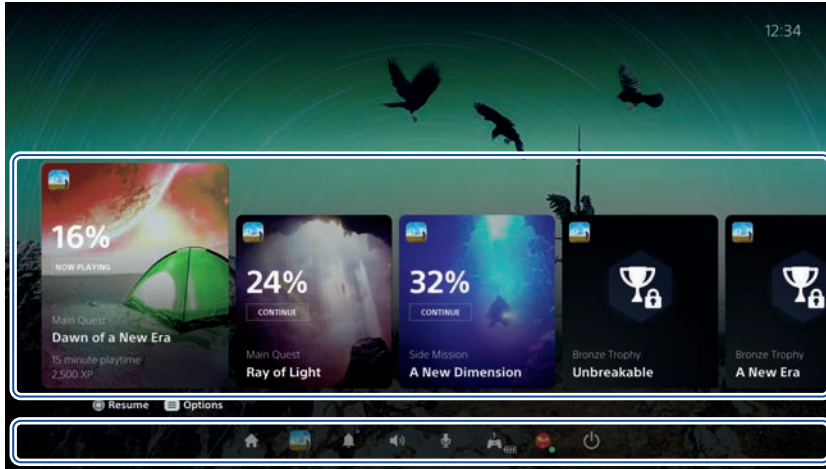 12:34
16%
NOW PLAYING
Main Quest
Dawn of a New Era
15 minute playtime
2,500 XP
24%
CONTINUE
Main Quest
Ray of Light
32%
CONTINUE
Side Mission
A New Dimension
Bronze Trophy
Unbreakable
Bronze Trophy
A New Era
Resume
Options
1